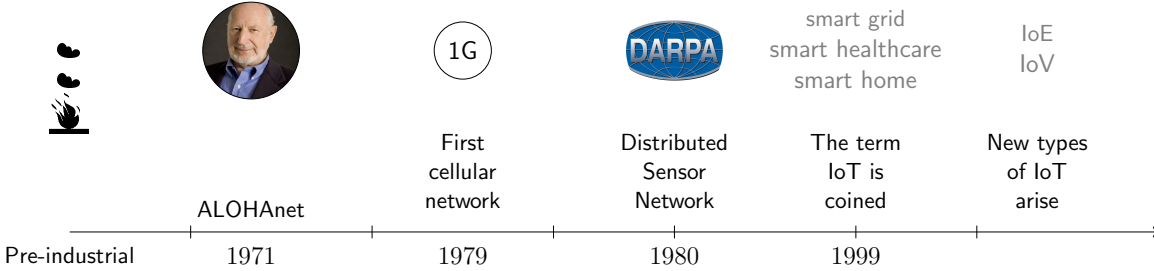 1G
DARPA
smart grid
smart healthcare
smart home
IoE
IoV
First
cellular
network
Distributed
Sensor
Network
The term
IoT is
coined
New types
of IoT
arise
ALOHAnet
Pre-industrial
1971
1979
1980
1999